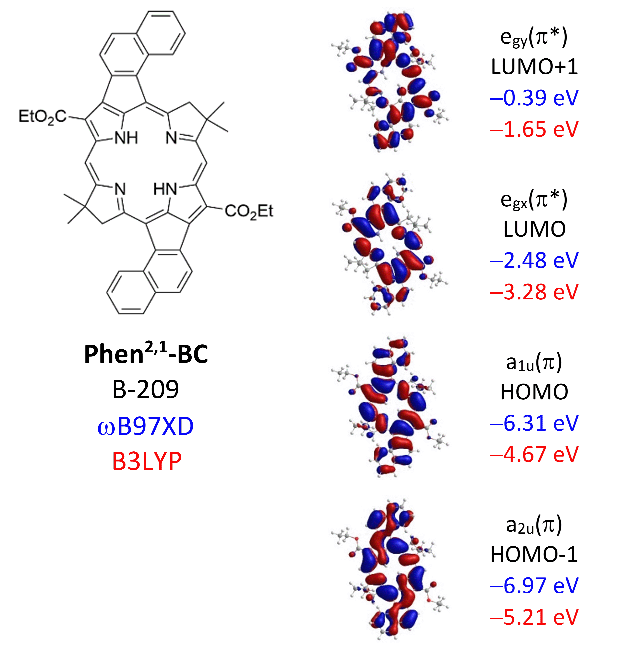 EtO₂C
NH
N
N
HN
CO₂Et
Phen²,¹-BC
B-209
ωB97XD
B3LYP
e_gy(π*)
LUMO+1
−0.39 eV
−1.65 eV
e_gx(π*)
LUMO
−2.48 eV
−3.28 eV
a₁ᵤ(π)
HOMO
−6.31 eV
−4.67 eV
a₂ᵤ(π)
HOMO-1
−6.97 eV
−5.21 eV